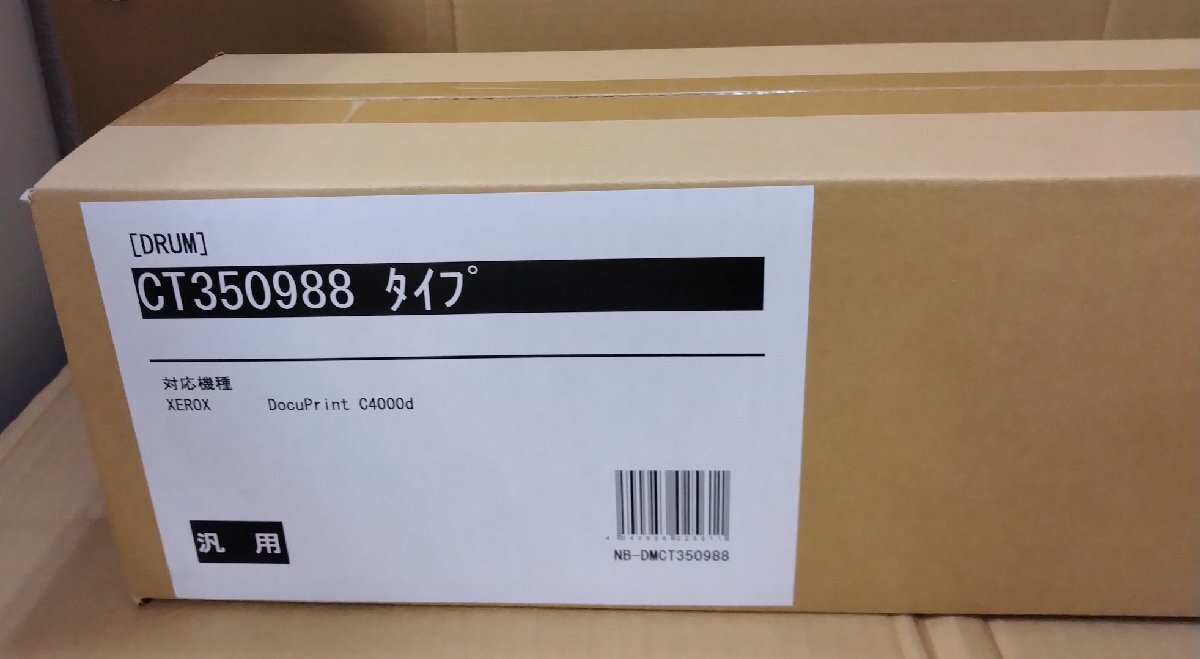 [DRUM]
CT350988 ﾀｲﾌﾟ
対応機種
XEROX DocuPrint C4000d
汎 用
NB-DMCT350988